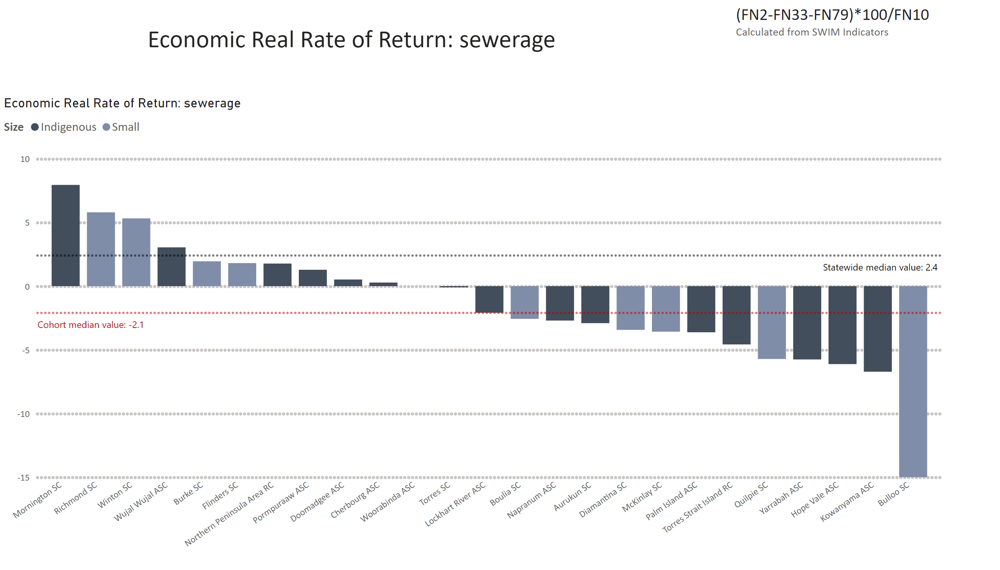 (FN2-FN33-FN79)*100/FN10
Calculated from SWIM Indicators
Economic Real Rate of Return: sewerage
Economic Real Rate of Return: sewerage
Size Indigenous Small
10
5
0
-5
-10
-15
Statewide median value: 2.4
Cohort median value: -2.1
Mornington SC
Richmond SC
Winton SC
Wujal Wujal ASC
Burke SC
Flinders SC
Northern Peninsula Area RC
Pormpuraaw ASC
Doomadgee ASC
Cherbourg ASC
Woorabinda ASC
Torres SC
Lockhart River ASC
Boulia SC
Napranum ASC
Aurukun SC
Diamantina SC
McKinlay SC
Palm Island ASC
Torres Strait Island RC
Quilpie SC
Yarrabah ASC
Hope Vale ASC
Kowanyama ASC
Bulloo SC